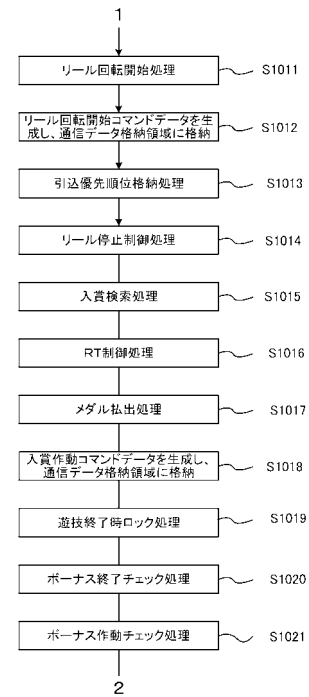 1
リール回転開始処理 S1011
リール回転開始コマンドデータを生
成し、通信データ格納領域に格納 S1012
引込優先順位格納処理 S1013
リール停止制御処理 S1014
入賞検索処理 S1015
RT制御処理 S1016
メダル払出処理 S1017
入賞作動コマンドデータを生成し、
通信データ格納領域に格納 S1018
遊技終了時ロック処理 S1019
ボーナス終了チェック処理 S1020
ボーナス作動チェック処理 S1021
2